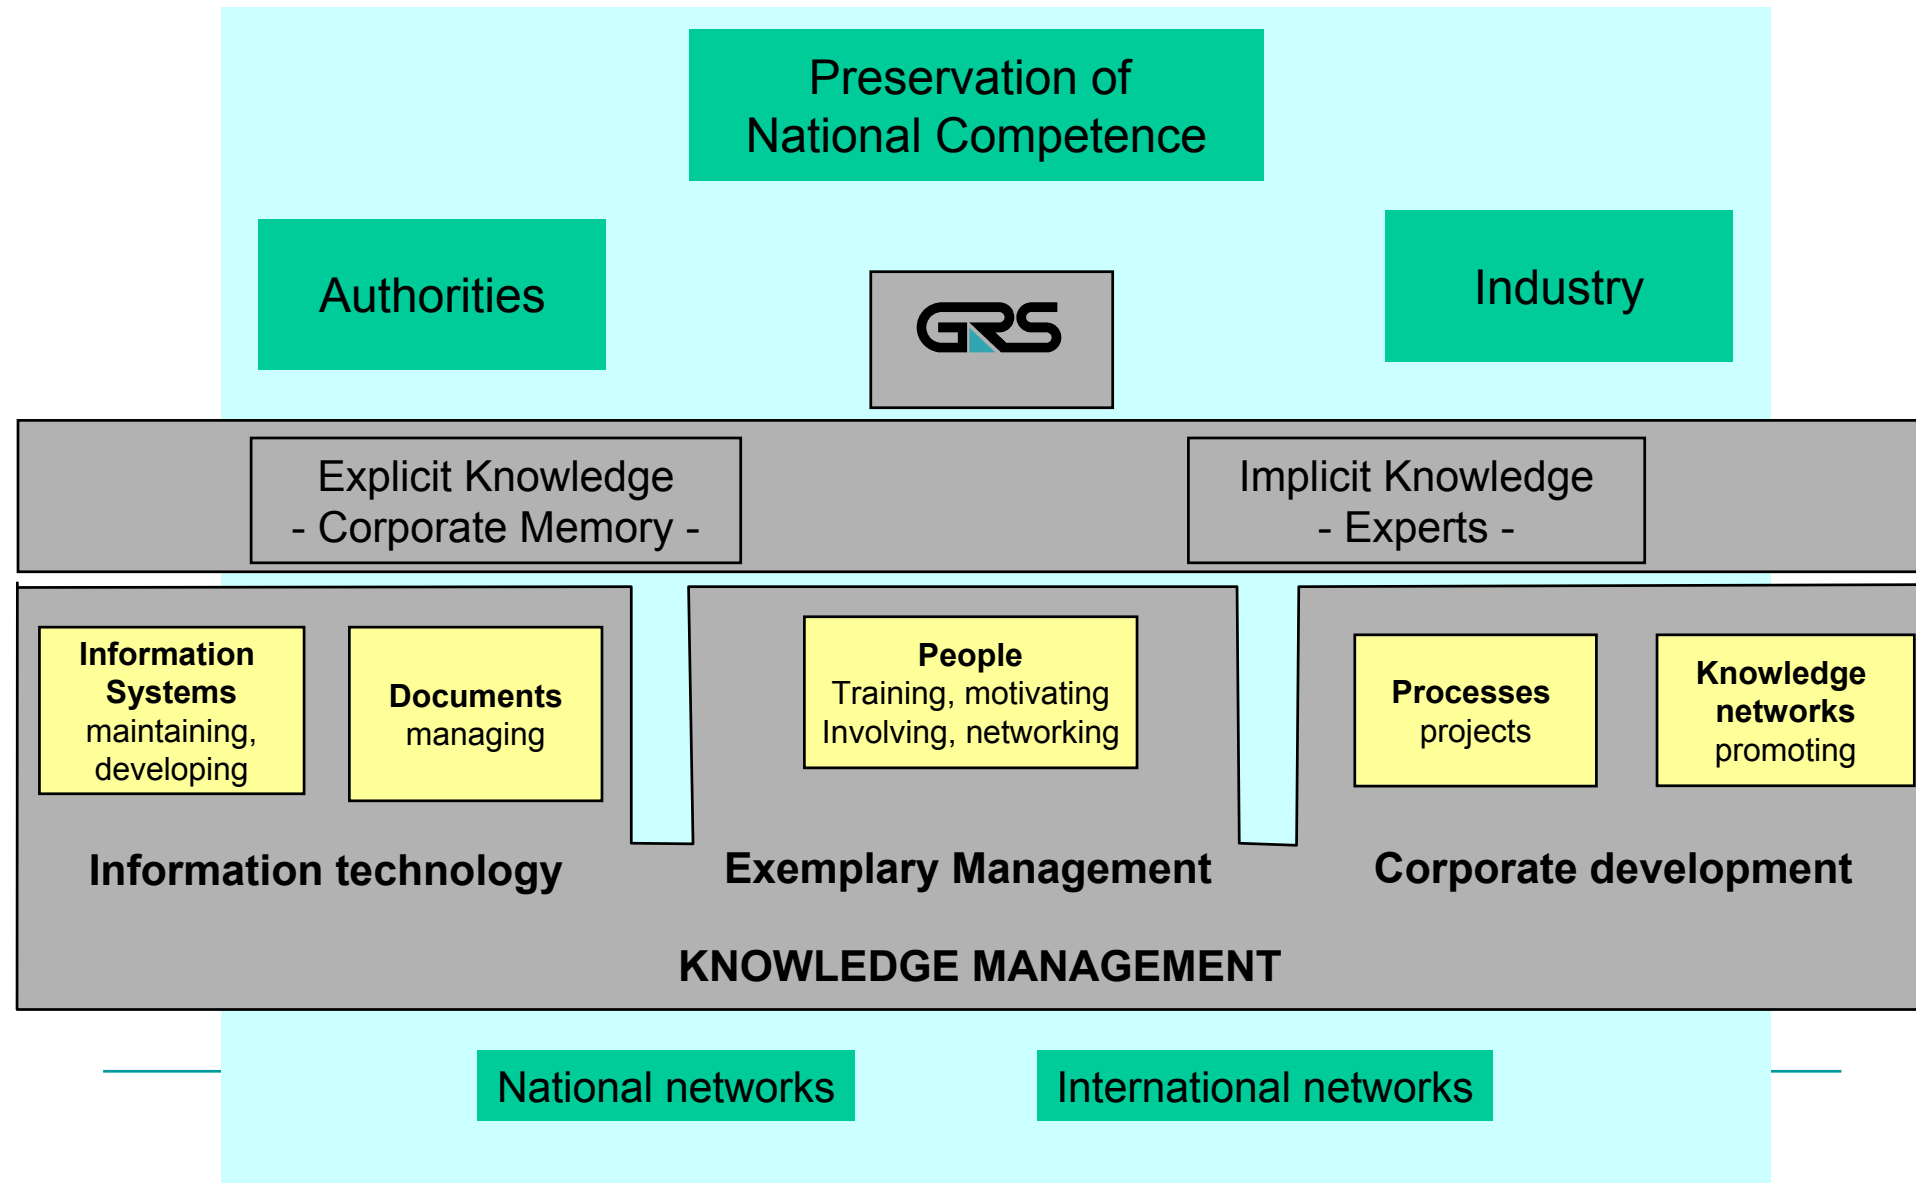 Preservation of
National Competence
Authorities
Industry
GRS
Explicit Knowledge
- Corporate Memory -
Implicit Knowledge
- Experts -
Information
Systems
maintaining,
developing
Documents
managing
People
Training, motivating
Involving, networking
Processes
projects
Knowledge
networks
promoting
Information technology
Exemplary Management
Corporate development
KNOWLEDGE MANAGEMENT
National networks
International networks